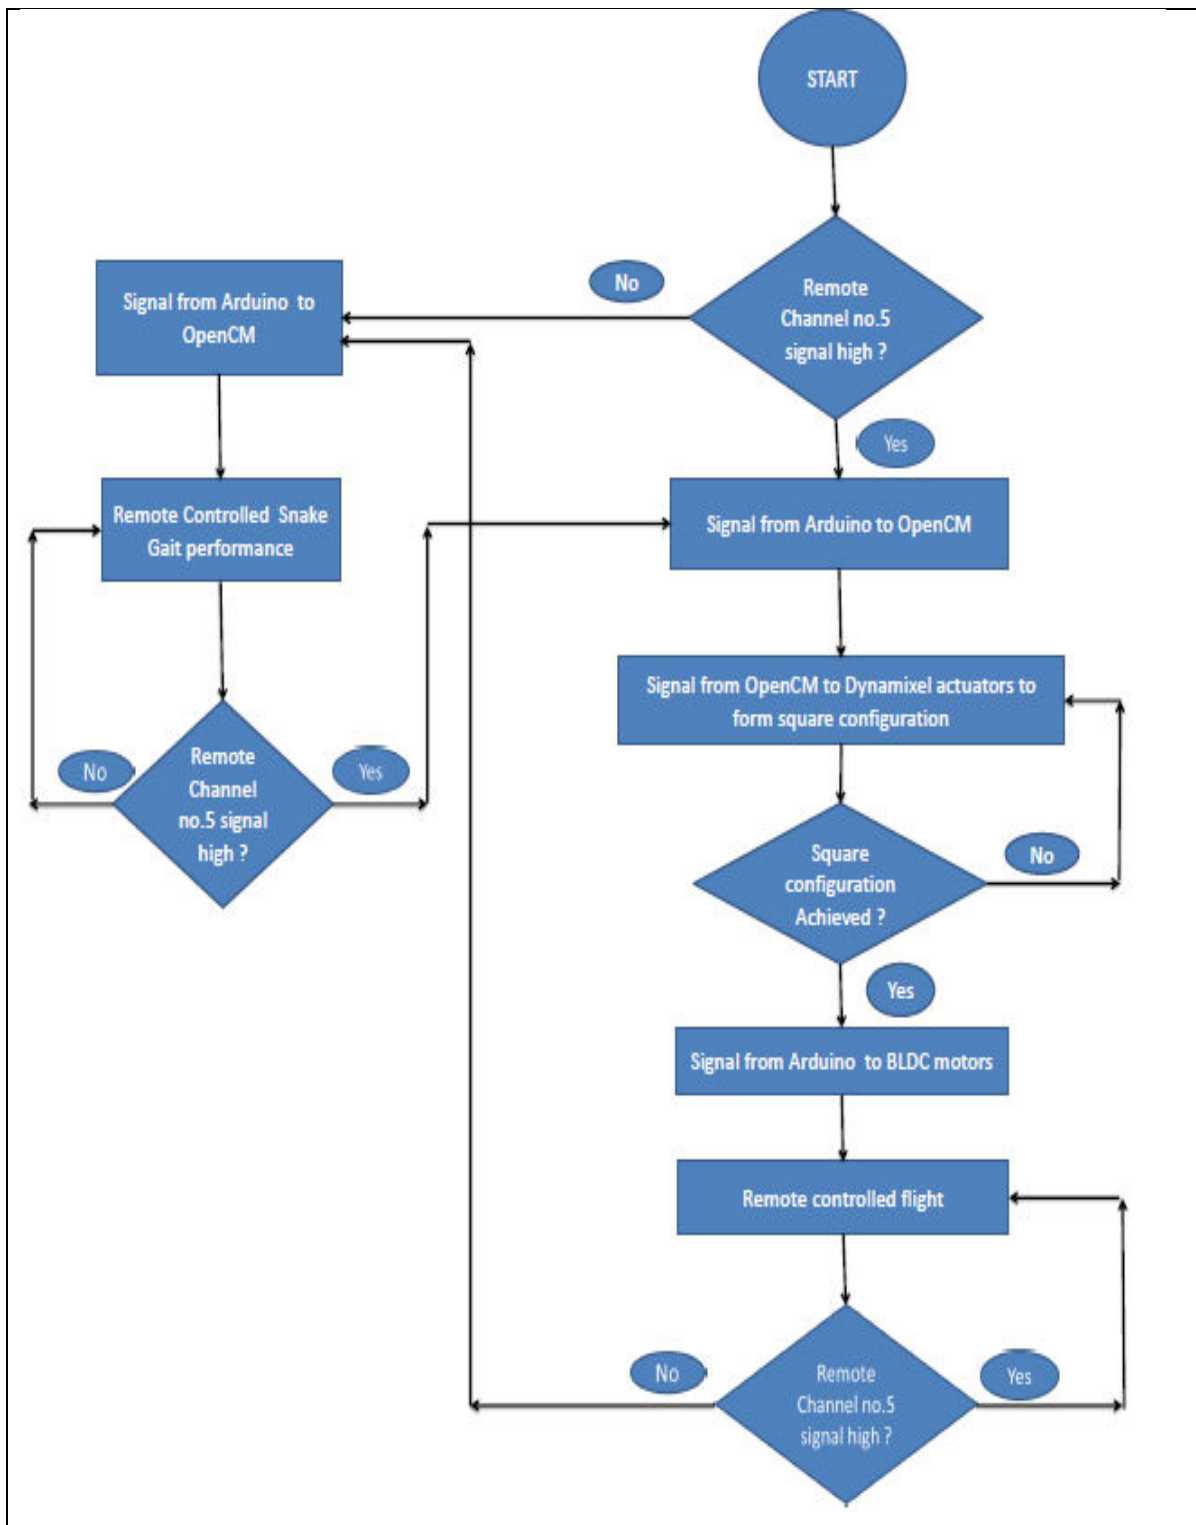 START
Remote
Channel no.5
signal high ?
No
Yes
Signal from Arduino to
OpenCM
Remote Controlled Snake
Gait performance
Remote
Channel
no.5 signal
high ?
No
Yes
Signal from Arduino to OpenCM
Signal from OpenCM to Dynamixel actuators to
form square configuration
Square
configuration
Achieved ?
No
Yes
Signal from Arduino to BLDC motors
Remote controlled flight
Remote
Channel no.5
signal high ?
No
Yes